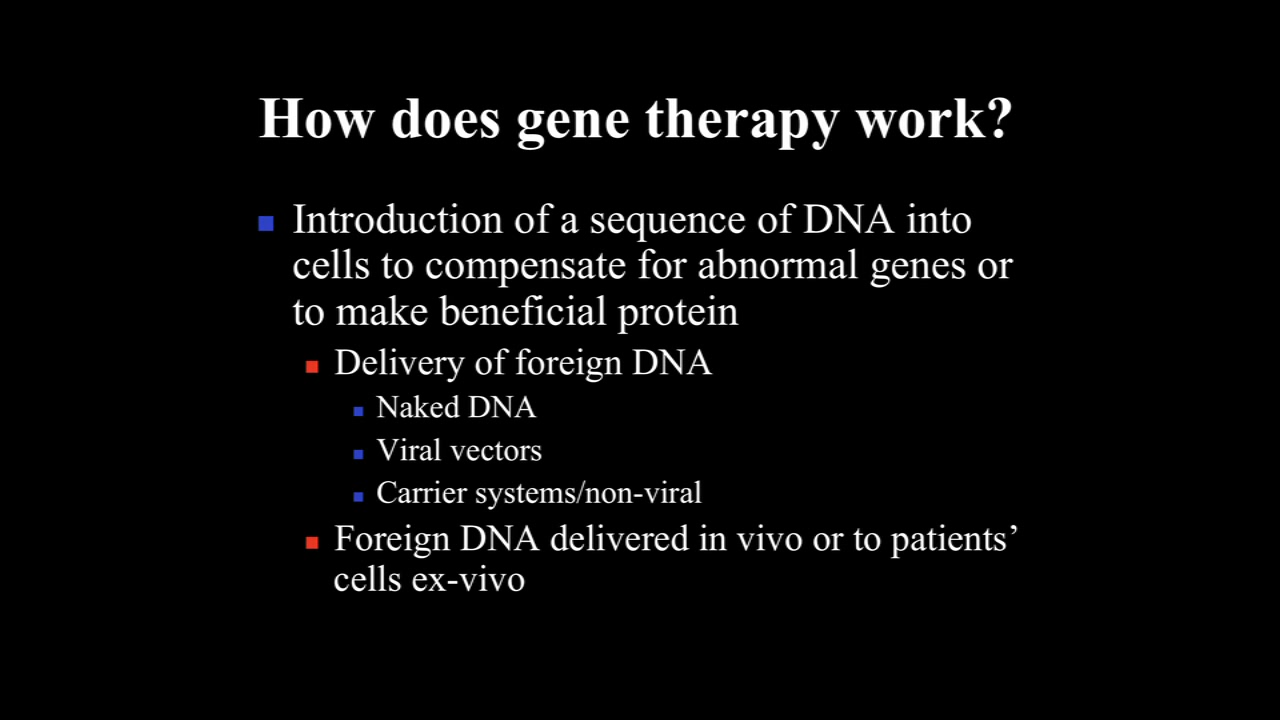 How does gene therapy work?
Introduction of a sequence of DNA into
cells to compensate for abnormal genes or
to make beneficial protein
Delivery of foreign DNA
Naked DNA
Viral vectors
Carrier systems/non-viral
Foreign DNA delivered in vivo or to patients’
cells ex-vivo